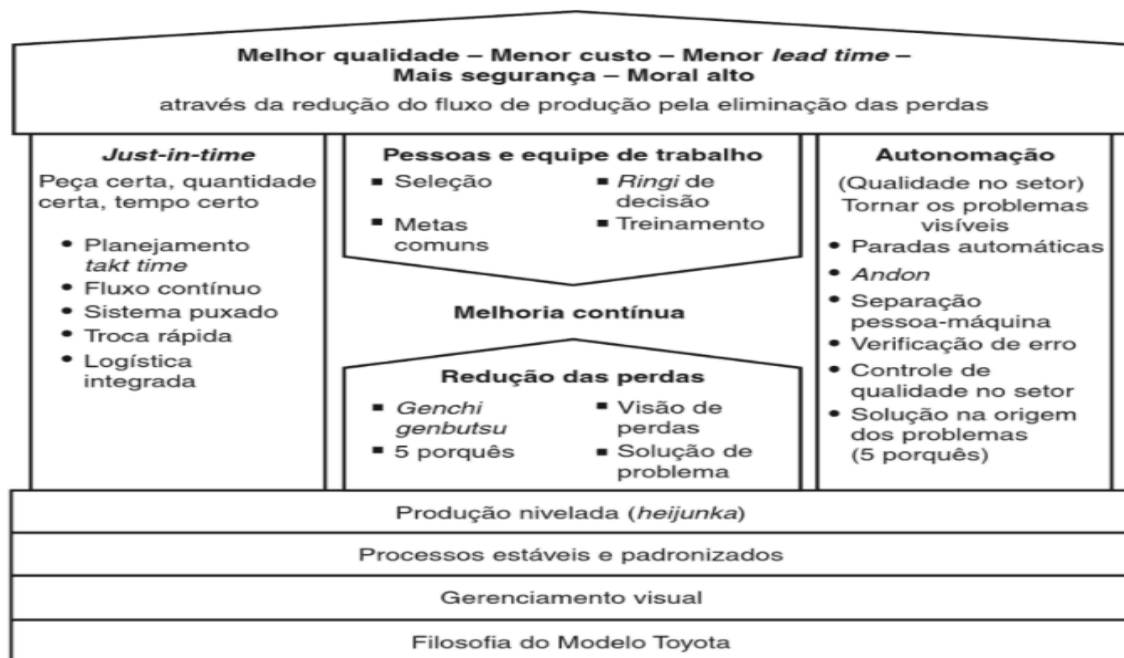 Melhor qualidade – Menor custo – Menor lead time –
Mais segurança – Moral alto
através da redução do fluxo de produção pela eliminação das perdas
Just-in-time
Peça certa, quantidade
certa, tempo certo
• Planejamento
takt time
• Fluxo contínuo
• Sistema puxado
• Troca rápida
• Logística
integrada
Pessoas e equipe de trabalho
▪ Seleção
▪ Metas
comuns
▪ Ringi de
decisão
▪ Treinamento
Melhoria contínua
Redução das perdas
▪ Genchi
genbutsu
▪ 5 porquês
▪ Visão de
perdas
▪ Solução de
problema
Autonomação
(Qualidade no setor)
Tornar os problemas
visíveis
• Paradas automáticas
• Andon
• Separação
pessoa-máquina
• Verificação de erro
• Controle de
qualidade no setor
• Solução na origem
dos problemas
(5 porquês)
Produção nivelada (heijunka)
Processos estáveis e padronizados
Gerenciamento visual
Filosofia do Modelo Toyota